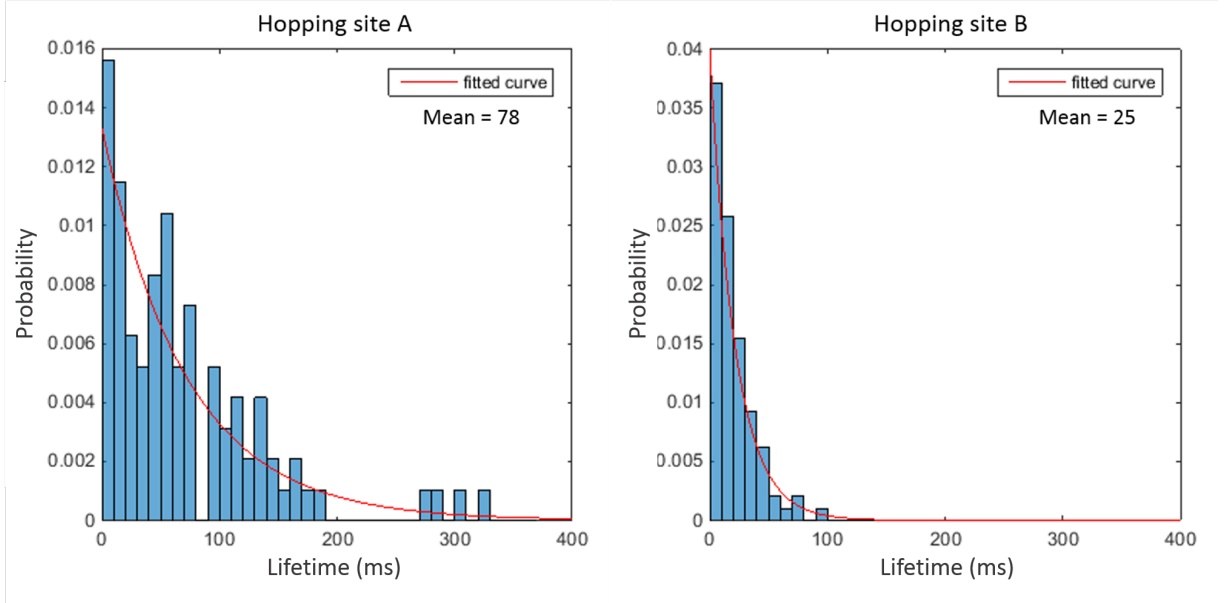 Hopping site A
0.016
0.014
0.012
0.01
0.008
0.006
0.004
0.002
0
Probability
fitted curve
Mean = 78
0
100
200
300
400
Lifetime (ms)
Hopping site B
0.04
0.035
0.03
0.025
0.02
0.015
0.01
0.005
0
Probability
fitted curve
Mean = 25
0
100
200
300
400
Lifetime (ms)